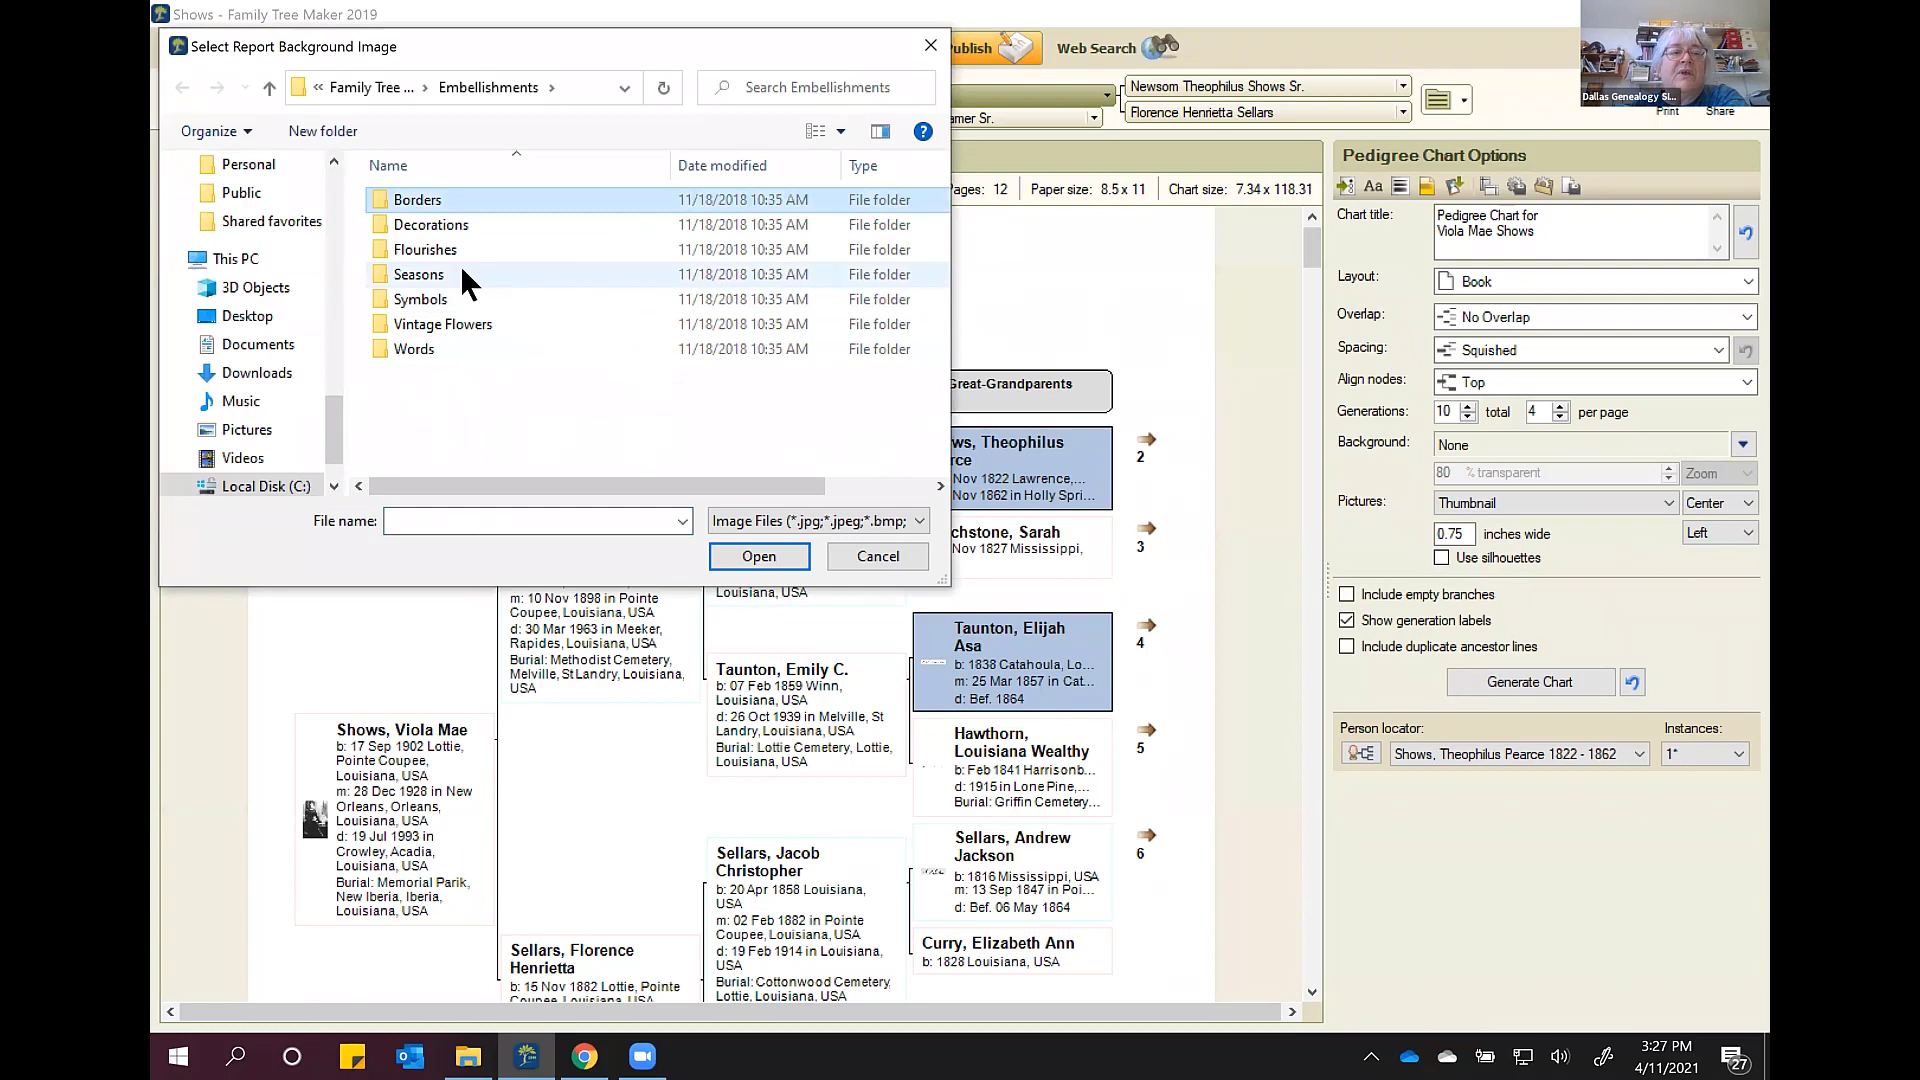 Shows - Family Tree Maker 2019
Select Report Background Image
« Family Tree ... › Embellishments ›
Search Embellishments
Organize
New folder
Name
Date modified
Type
Personal
Public
Shared favorites
This PC
3D Objects
Desktop
Documents
Downloads
Music
Pictures
Videos
Local Disk (C:)
Borders 11/18/2018 10:35 AM File folder
Decorations 11/18/2018 10:35 AM File folder
Flourishes 11/18/2018 10:35 AM File folder
Seasons 11/18/2018 10:35 AM File folder
Symbols 11/18/2018 10:35 AM File folder
Vintage Flowers 11/18/2018 10:35 AM File folder
Words 11/18/2018 10:35 AM File folder
File name:
Image Files (*.jpg;*.jpeg;*.bmp;
Open
Cancel
ublish
Web Search
Newsom Theophilus Shows Sr.
amer Sr.
Florence Henrietta Sellars
Dallas Genealogy SI...
Print
Share
ages: 12
Paper size: 8.5 x 11
Chart size: 7.34 x 118.31
Great-Grandparents
ws, Theophilus
rce
Nov 1822 Lawrence,...
Nov 1862 in Holly Spri...
2
chstone, Sarah
Nov 1827 Mississippi,
3
Louisiana, USA
m: 10 Nov 1898 in Pointe
Coupee, Louisiana, USA
d: 30 Mar 1963 in Meeker,
Rapides, Louisiana, USA
Burial: Methodist Cemetery,
Melville, St Landry, Louisiana,
USA
Taunton, Emily C.
b: 07 Feb 1859 Winn,
Louisiana, USA
d: 26 Oct 1939 in Melville, St
Landry, Louisiana, USA
Burial: Lottie Cemetery, Lottie,
Louisiana, USA
Taunton, Elijah
Asa
b: 1838 Catahoula, Lo...
m: 25 Mar 1857 in Cat...
d: Bef. 1864
4
Hawthorn,
Louisiana Wealthy
b: Feb 1841 Harrisonb...
d: 1915 in Lone Pine,...
Burial: Griffin Cemetery...
5
Shows, Viola Mae
b: 17 Sep 1902 Lottie,
Pointe Coupee,
Louisiana, USA
m: 28 Dec 1928 in New
Orleans, Orleans,
Louisiana, USA
d: 19 Jul 1993 in
Crowley, Acadia,
Louisiana, USA
Burial: Memorial Parik,
New Iberia, Iberia,
Louisiana, USA
Sellars, Jacob
Christopher
b: 20 Apr 1858 Louisiana,
USA
m: 02 Feb 1882 in Pointe
Coupee, Louisiana, USA
d: 19 Feb 1914 in Louisiana,
USA
Burial: Cottonwood Cemetery,
Lottie, Louisiana, USA
Sellars, Andrew
Jackson
b: 1816 Mississippi, USA
m: 13 Sep 1847 in Poi...
d: Bef. 06 May 1864
6
Curry, Elizabeth Ann
b: 1828 Louisiana, USA
Sellars, Florence
Henrietta
b: 15 Nov 1882 Lottie, Pointe
Coupee, Louisiana, USA
Pedigree Chart Options
Aa
Chart title:
Pedigree Chart for
Viola Mae Shows
Layout: Book
Overlap: No Overlap
Spacing: Squished
Align nodes: Top
Generations: 10 total 4 per page
Background: None
80 % transparent Zoom
Pictures: Thumbnail Center
0.75 inches wide Left
Use silhouettes
Include empty branches
Show generation labels
Include duplicate ancestor lines
Generate Chart
Person locator:
Instances:
Shows, Theophilus Pearce 1822 - 1862
1*
3:27 PM
4/11/2021
27